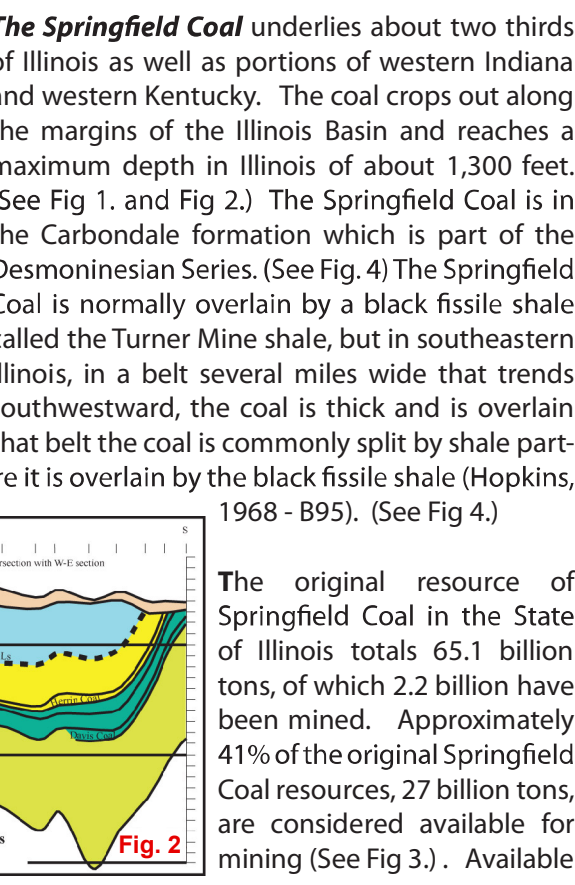 The Springfield Coal underlies about two thirds
of Illinois as well as portions of western Indiana
and western Kentucky. The coal crops out along
the margins of the Illinois Basin and reaches a
maximum depth in Illinois of about 1,300 feet.
(See Fig 1. and Fig 2.) The Springfield Coal is in
the Carbondale formation which is part of the
Desmoninesian Series. (See Fig. 4) The Springfield
Coal is normally overlain by a black fissile shale
called the Turner Mine shale, but in southeastern
Illinois, in a belt several miles wide that trends
southwestward, the coal is thick and is overlain
that belt the coal is commonly split by shale part-
re it is overlain by the black fissile shale (Hopkins,
1968 - B95). (See Fig 4.)
S
rsection with W-E section
Ls
Herrin Coal
Davis Coal
s
Fig. 2
The original resource of
Springfield Coal in the State
of Illinois totals 65.1 billion
tons, of which 2.2 billion have
been mined. Approximately
41% of the original Springfield
Coal resources, 27 billion tons,
are considered available for
mining (See Fig 3.) . Available